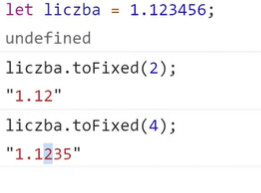 let liczba = 1.123456;
undefined
liczba.toFixed(2);
"1.12"
liczba.toFixed(4);
"1.1235"